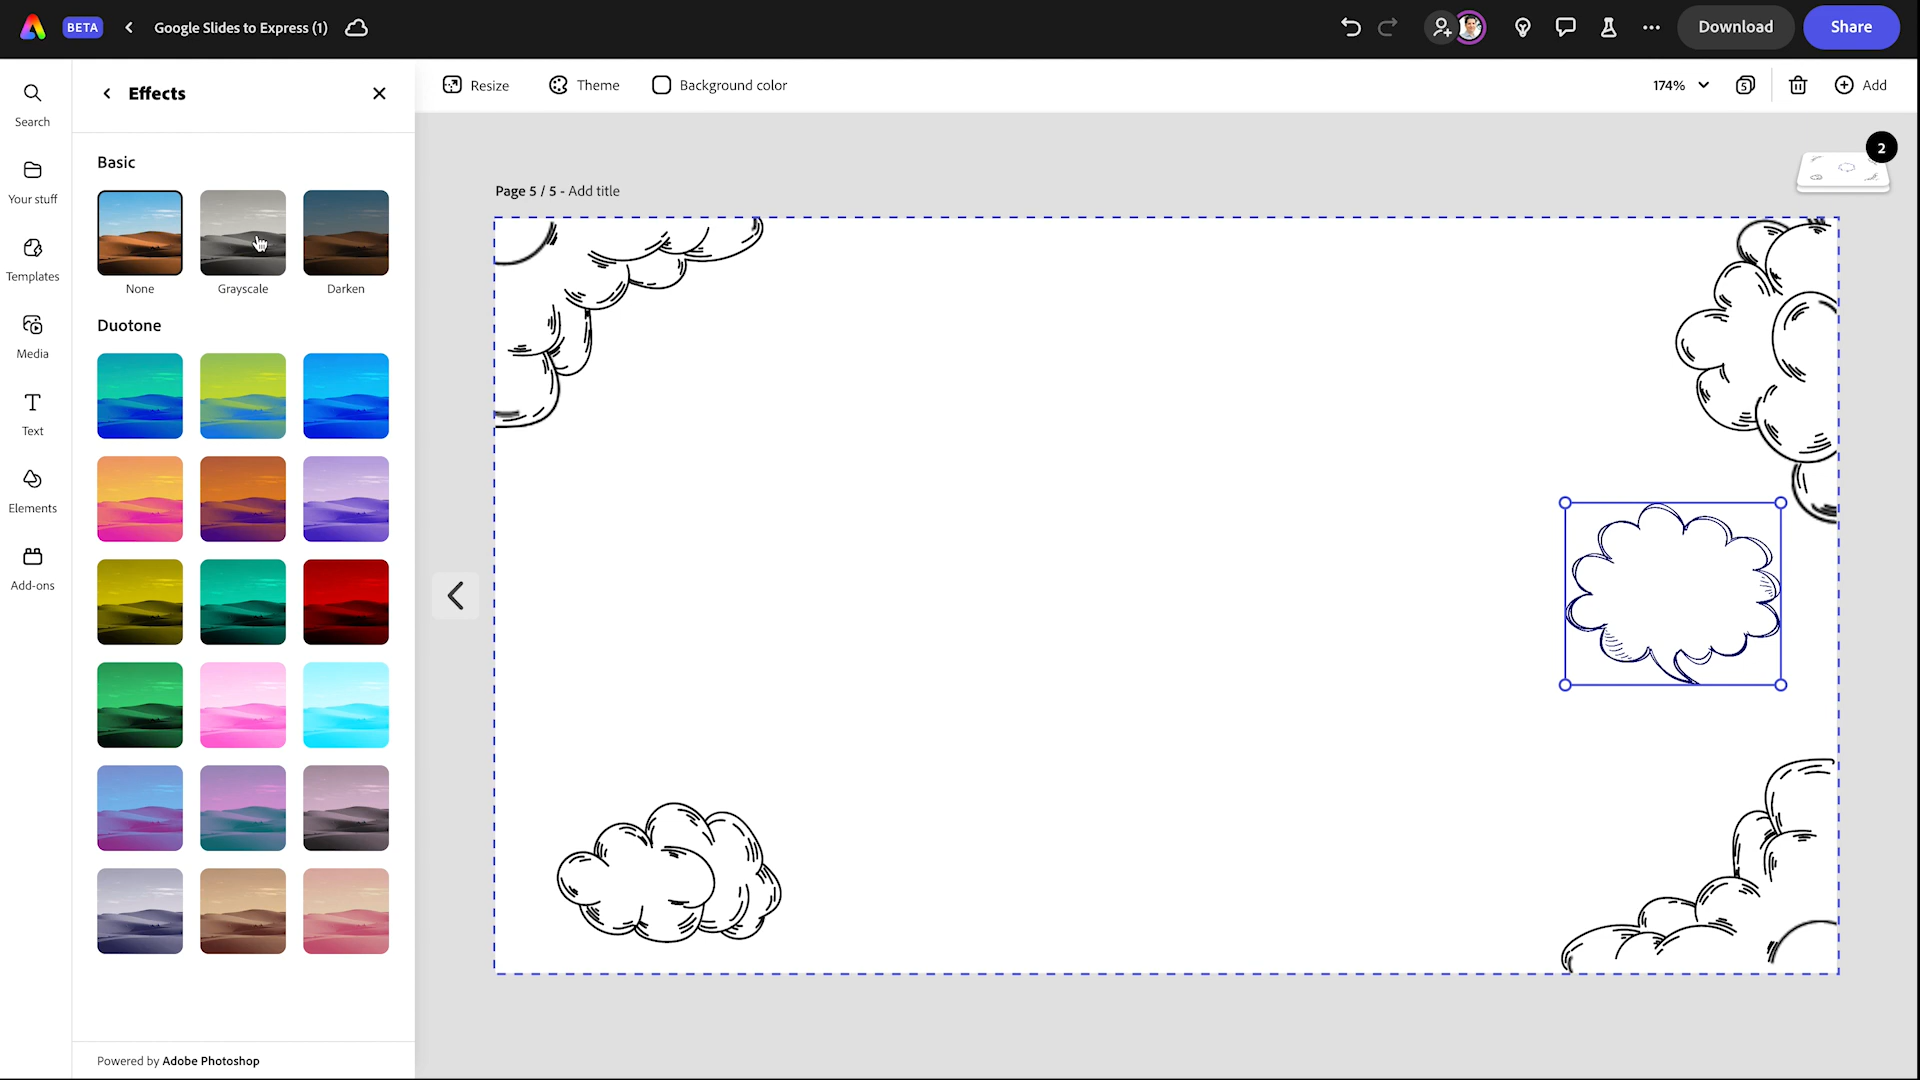 BETA
Google Slides to Express (1)
Download
Share
Search
Your stuff
Templates
Media
Text
Elements
Add-ons
Effects
Basic
None
Grayscale
Darken
Duotone
Powered by Adobe Photoshop
Resize
Theme
Background color
174%
5
Add
2
Page 5 / 5 - Add title